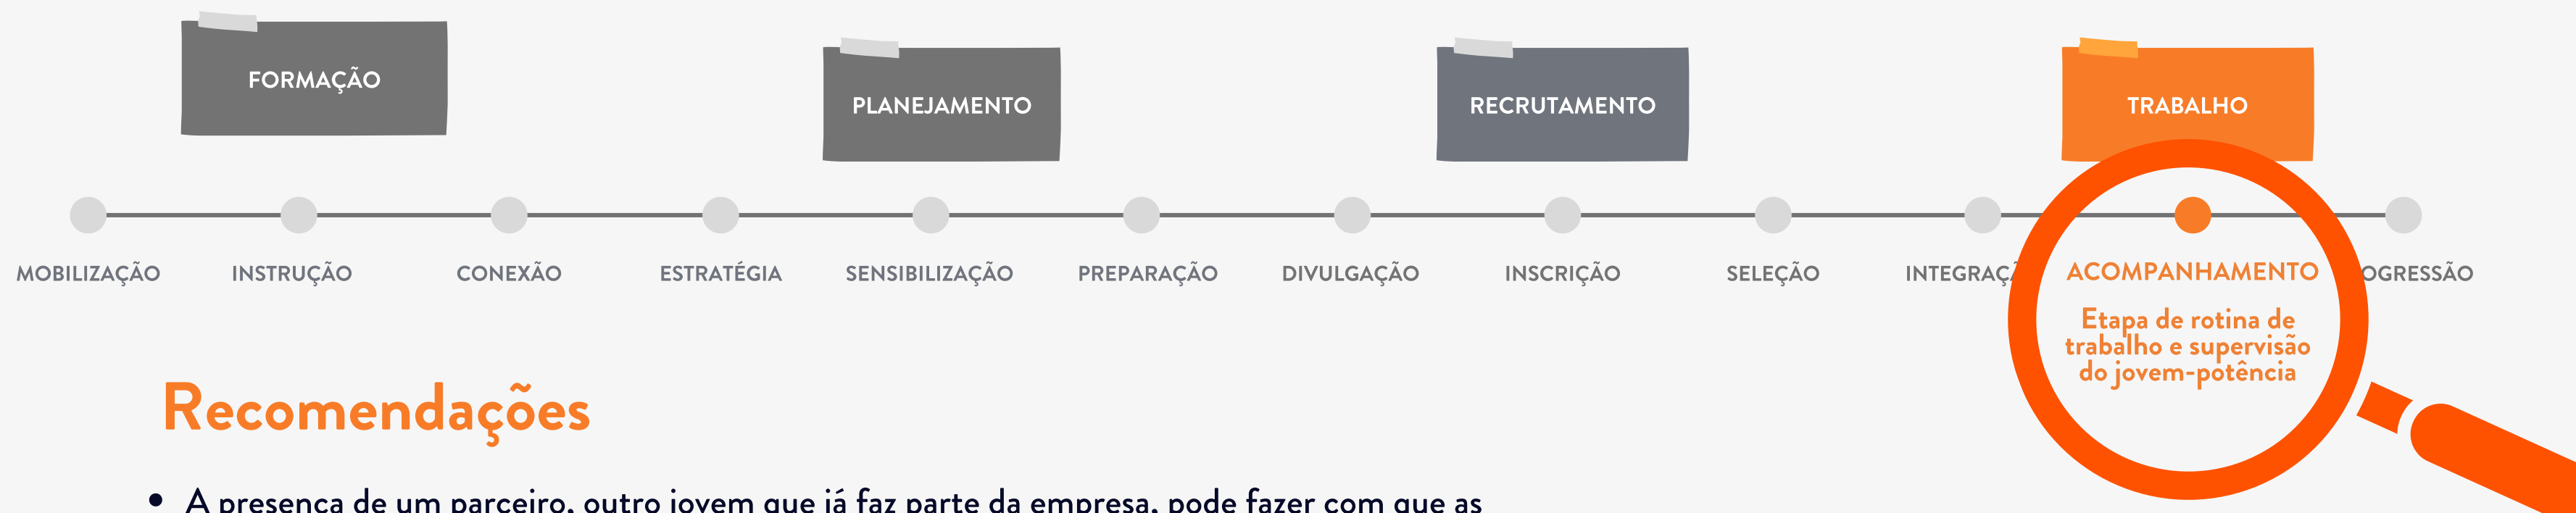 FORMAÇÃO
PLANEJAMENTO
RECRUTAMENTO
TRABALHO
MOBILIZAÇÃO
INSTRUÇÃO
CONEXÃO
ESTRATÉGIA
SENSIBILIZAÇÃO
PREPARAÇÃO
DIVULGAÇÃO
INSCRIÇÃO
SELEÇÃO
INTEGRAÇÃ
ACOMPANHAMENTO
OGRESSÃO
Etapa de rotina de
trabalho e supervisão
do jovem-potência
Recomendações
• A presença de um parceiro, outro jovem que já faz parte da empresa, pode fazer com que as